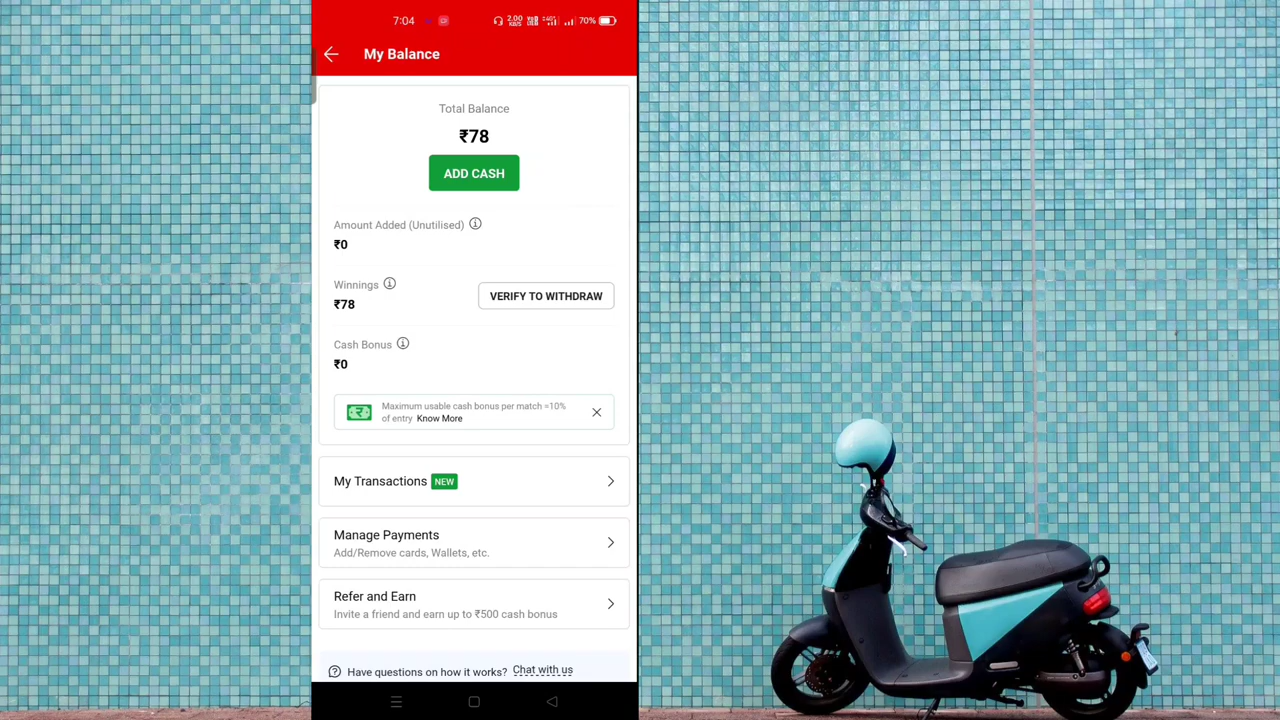 7:04 2.00 KB/S 70%
My Balance
Total Balance
₹78
ADD CASH
Amount Added (Unutilised)
₹0
Winnings
₹78
VERIFY TO WITHDRAW
Cash Bonus
₹0
Maximum usable cash bonus per match =10%
of entry Know More
My Transactions NEW
Manage Payments
Add/Remove cards, Wallets, etc.
Refer and Earn
Invite a friend and earn up to ₹500 cash bonus
Have questions on how it works? Chat with us